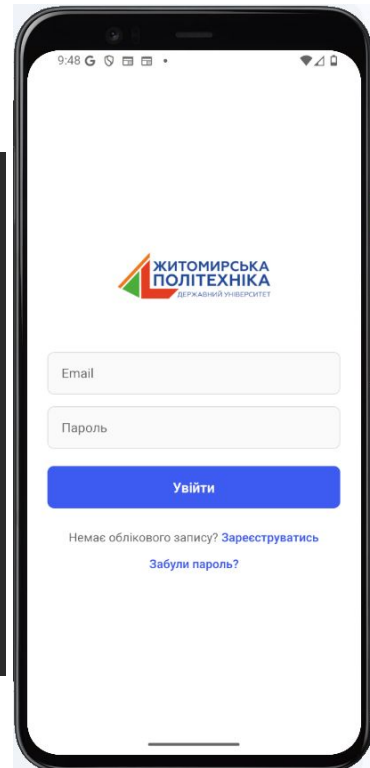 9:48 G
ЖИТОМИРСЬКА
ПОЛІТЕХНІКА
ДЕРЖАВНИЙ УНІВЕРСИТЕТ
Email
Пароль
Увійти
Немає облікового запису? Зареєструватись
Забули пароль?